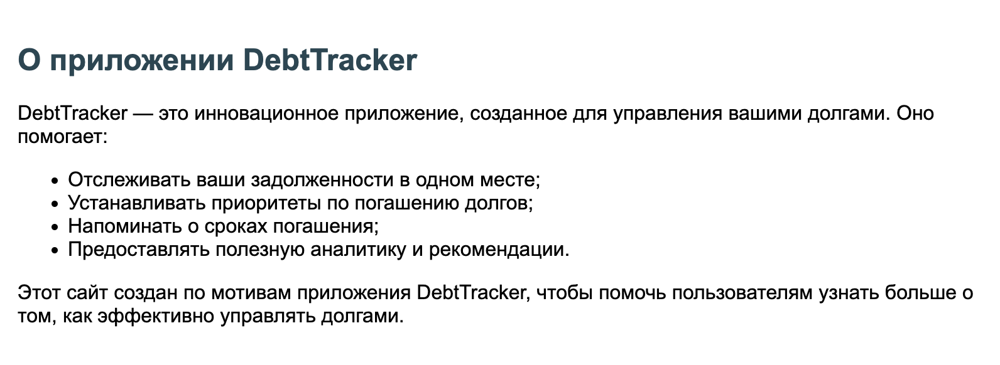 О приложении DebtTracker
DebtTracker — это инновационное приложение, созданное для управления вашими долгами. Оно
помогает:
• Отслеживать ваши задолженности в одном месте;
• Устанавливать приоритеты по погашению долгов;
• Напоминать о сроках погашения;
• Предоставлять полезную аналитику и рекомендации.
Этот сайт создан по мотивам приложения DebtTracker, чтобы помочь пользователям узнать больше о
том, как эффективно управлять долгами.